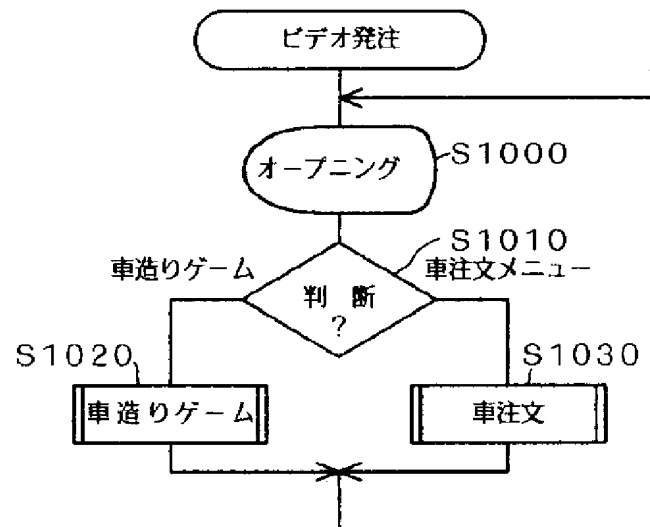 ビデオ発注
オープニング
S1000
S1010
車造りゲーム
車注文メニュー
判断
?
S1020
S1030
車造りゲーム
車注文